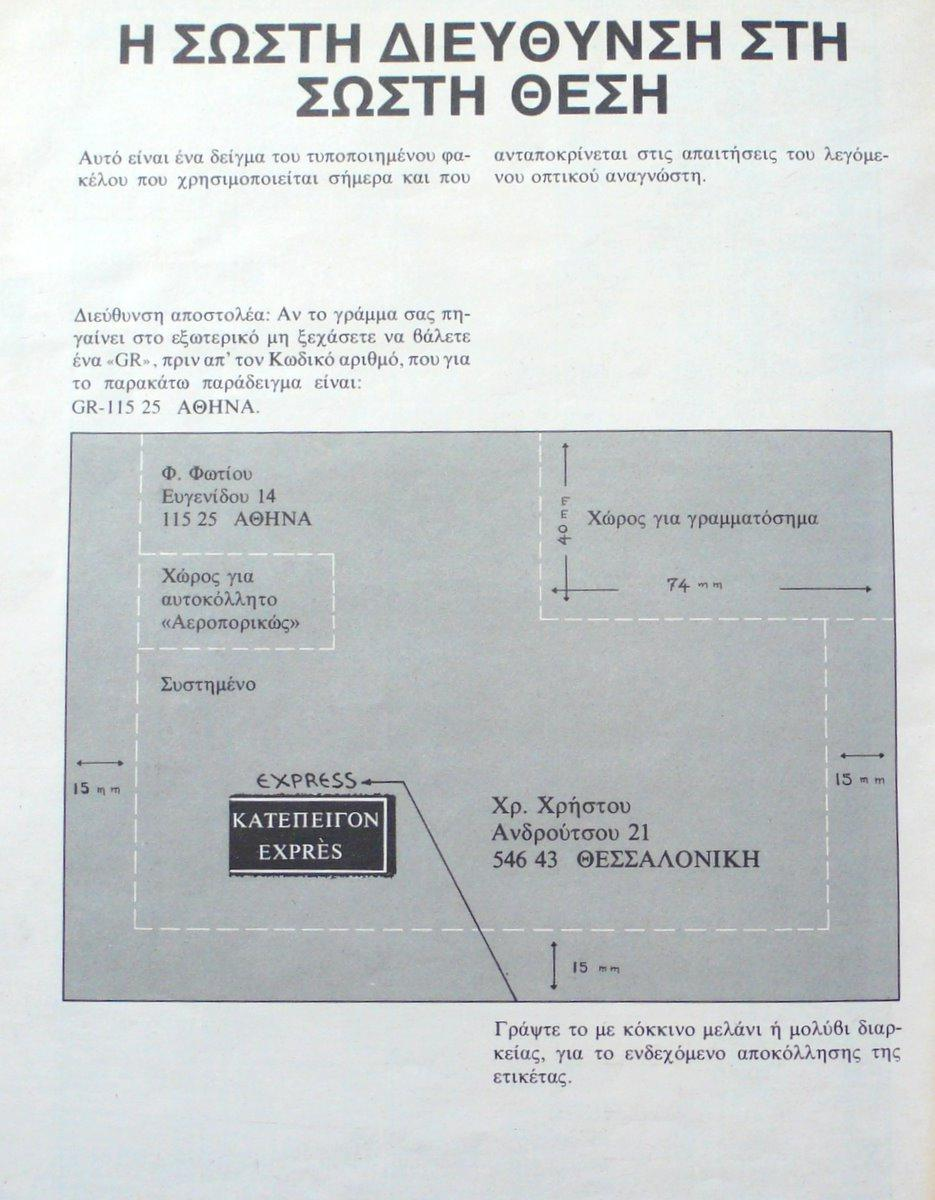 Η ΣΩΣΤΗ ΔΙΕΥΘΥΝΣΗ ΣΤΗ
ΣΩΣΤΗ ΘΕΣΗ
Αυτό είναι ένα δείγμα του τυποποιημένου φα-
κέλου που χρησιμοποιείται σήμερα και που
ανταποκρίνεται στις απαιτήσεις του λεγόμε-
νου οπτικού αναγνώστη.
Διεύθυνση αποστολέα: Αν το γράμμα σας πη-
γαίνει στο εξωτερικό μη ξεχάσετε να βάλετε
ένα «GR», πριν απ' τον Κωδικό αριθμό, που για
το παρακάτω παράδειγμα είναι:
GR-115 25 ΑΘΗΝΑ.
Φ. Φωτίου
Ευγενίδου 14
115 25 ΑΘΗΝΑ
40 mm
Χώρος για γραμματόσημα
74 mm
Χώρος για
αυτοκόλλητο
«Αεροπορικώς»
Συστημένο
15 mm
15 mm
EXPRESS
ΚΑΤΕΠΕΙΓΟΝ
EXPRÈS
Χρ. Χρήστου
Ανδρούτσου 21
546 43 ΘΕΣΣΑΛΟΝΙΚΗ
15 mm
Γράψτε το με κόκκινο μελάνι ή μολύβι διαρ-
κείας, για το ενδεχόμενο αποκόλλησης της
ετικέτας.